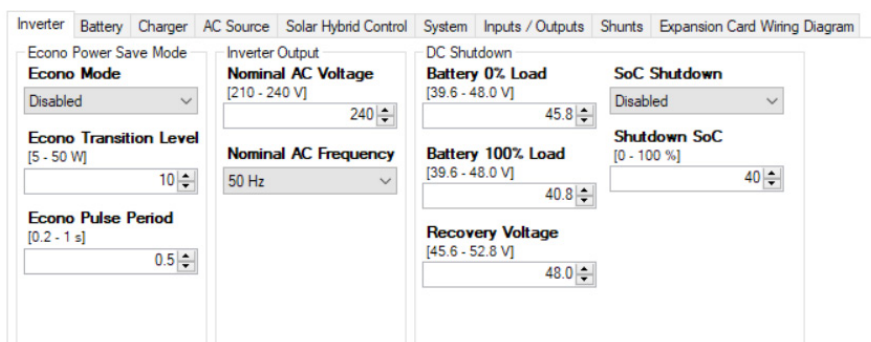 Inverter Battery Charger AC Source Solar Hybrid Control System Inputs / Outputs Shunts Expansion Card Wiring Diagram
Econo Power Save Mode
Econo Mode
Disabled
Econo Transition Level
[5 - 50 W]
10
Econo Pulse Period
[0.2 - 1 s]
0.5
Inverter Output
Nominal AC Voltage
[210 - 240 V]
240
Nominal AC Frequency
50 Hz
DC Shutdown
Battery 0% Load
[39.6 - 48.0 V]
45.8
Battery 100% Load
[39.6 - 48.0 V]
40.8
Recovery Voltage
[45.6 - 52.8 V]
48.0
SoC Shutdown
Disabled
Shutdown SoC
[0 - 100 %]
40